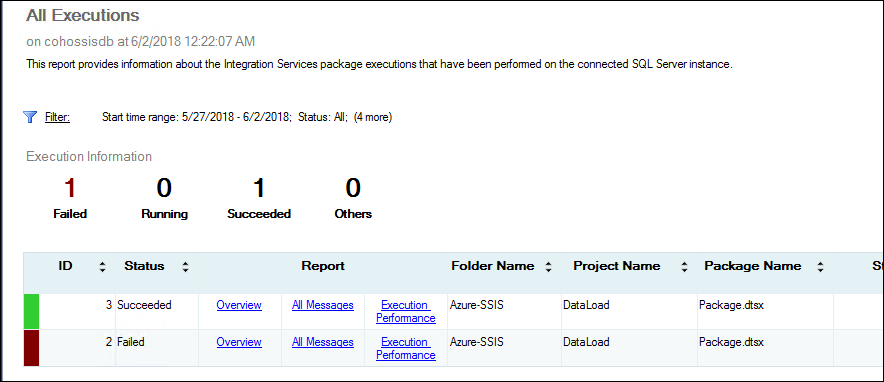 All Executions
on cohossisdb at 6/2/2018 12:22:07 AM
This report provides information about the Integration Services package executions that have been performed on the connected SQL Server instance.
Filter: Start time range: 5/27/2018 - 6/2/2018; Status: All; (4 more)
Execution Information
1 0 1 0
Failed Running Succeeded Others
ID Status Report Folder Name Project Name Package Name St
3 Succeeded Overview All Messages Execution Performance Azure-SSIS DataLoad Package.dtsx
2 Failed Overview All Messages Execution Performance Azure-SSIS DataLoad Package.dtsx